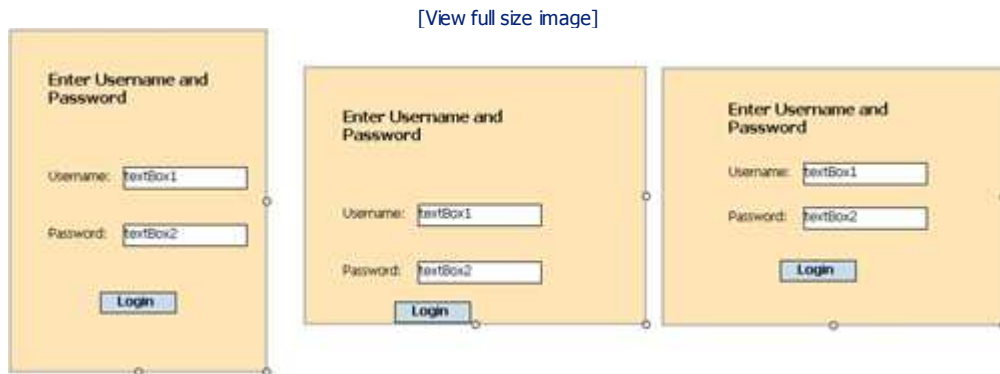 [View full size image]
Enter Username and
Password
Username: textBox1
Password: textBox2
Login
Enter Username and
Password
Username: textBox1
Password: textBox2
Login
Enter Username and
Password
Username: textBox1
Password: textBox2
Login